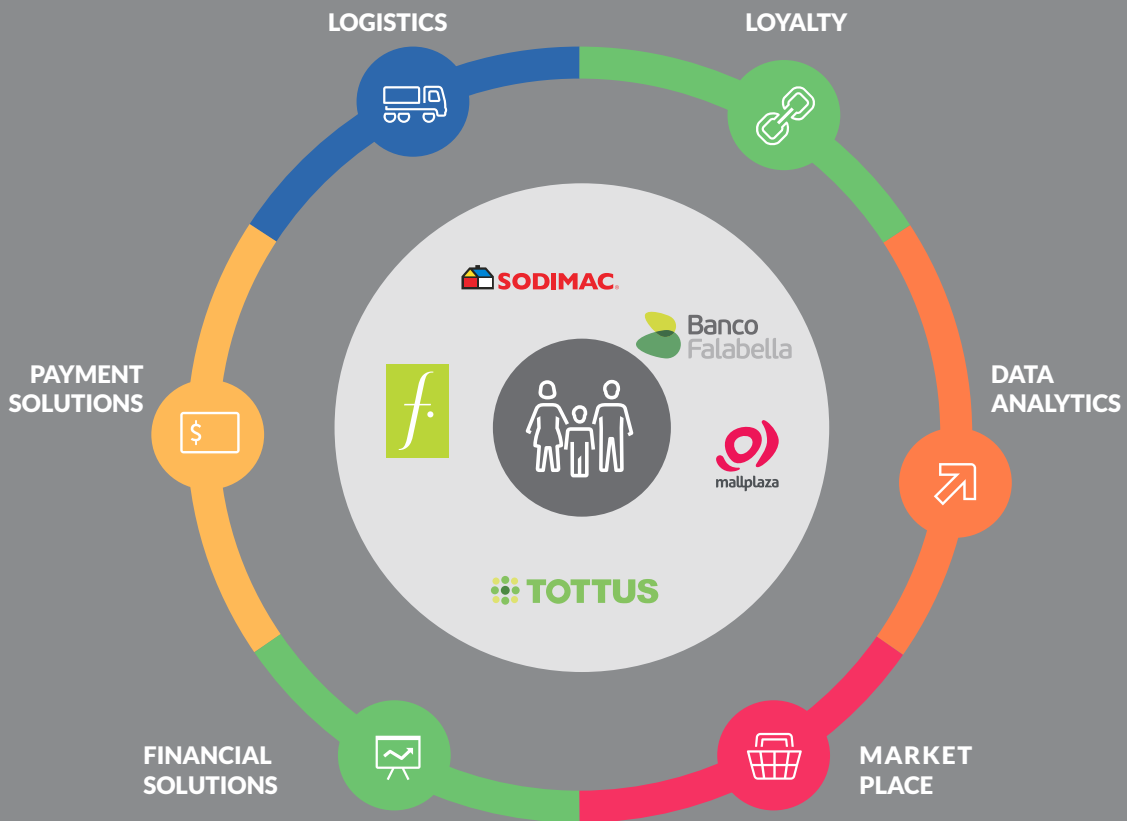 LOGISTICS
LOYALTY
SODIMAC®
Banco
Falabella
f.
PAYMENT
SOLUTIONS
$
DATA
ANALYTICS
mallplaza
TOTTUS
FINANCIAL
SOLUTIONS
MARKET
PLACE